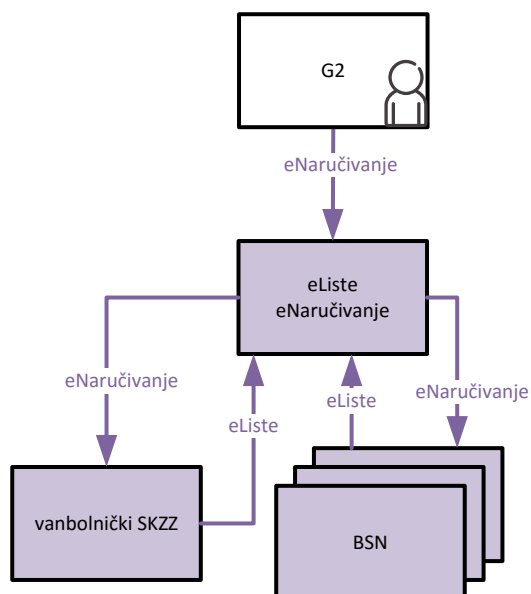 G2
eNaručivanje
eListe
eNaručivanje
eNaručivanje
eListe
eListe
eNaručivanje
vanbolnički SKZZ
BSN